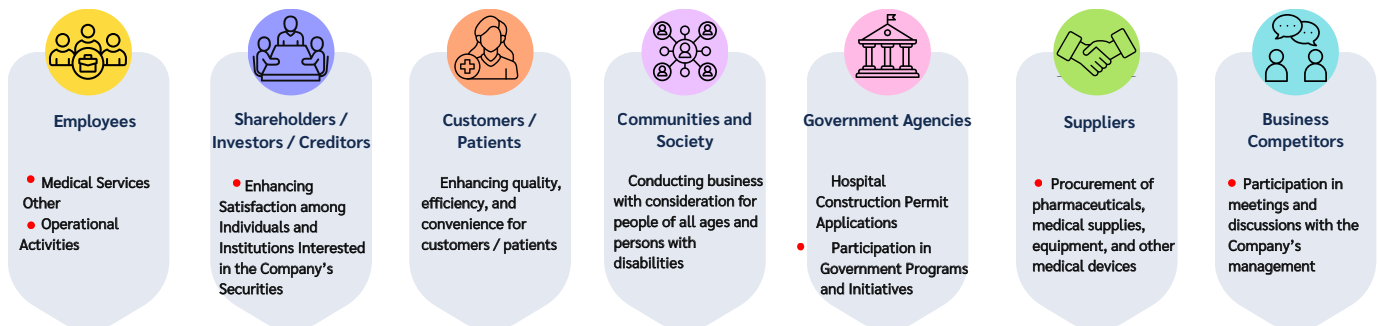 Employees
• Medical Services
Other
• Operational
Activities
Shareholders /
Investors / Creditors
• Enhancing
Satisfaction among
Individuals and
Institutions Interested
in the Company’s
Securities
Customers /
Patients
Enhancing quality,
efficiency, and
convenience for
customers / patients
Communities and
Society
Conducting business
with consideration for
people of all ages and
persons with
disabilities
Government Agencies
Hospital
Construction Permit
Applications
• Participation in
Government Programs
and Initiatives
Suppliers
• Procurement of
pharmaceuticals,
medical supplies,
equipment, and other
medical devices
Business
Competitors
• Participation in
meetings and
discussions with the
Company’s
management